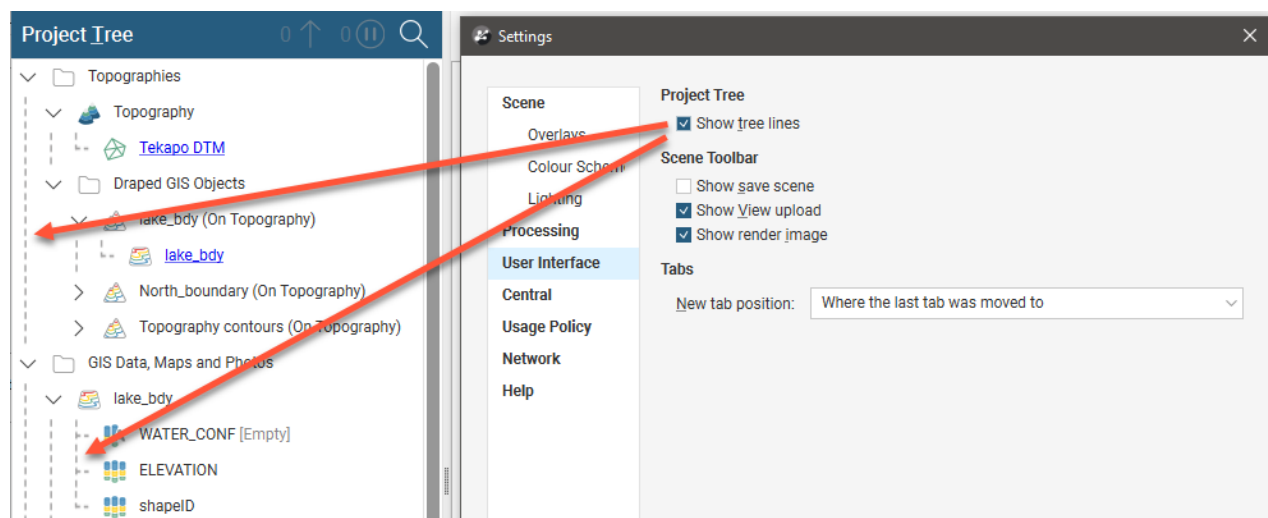 Project Tree 0 0
Topographies
Topography
Tekapo DTM
Draped GIS Objects
lake_bdy (On Topography)
lake_bdy
North_boundary (On Topography)
Topography contours (On Topography)
GIS Data, Maps and Photos
lake_bdy
WATER_CONF [Empty]
ELEVATION
shapeID
Settings
Scene
Overlays
Colour Schem
Lighting
Processing
User Interface
Central
Usage Policy
Network
Help
Project Tree
Show tree lines
Scene Toolbar
Show save scene
Show View upload
Show render image
Tabs
New tab position: Where the last tab was moved to